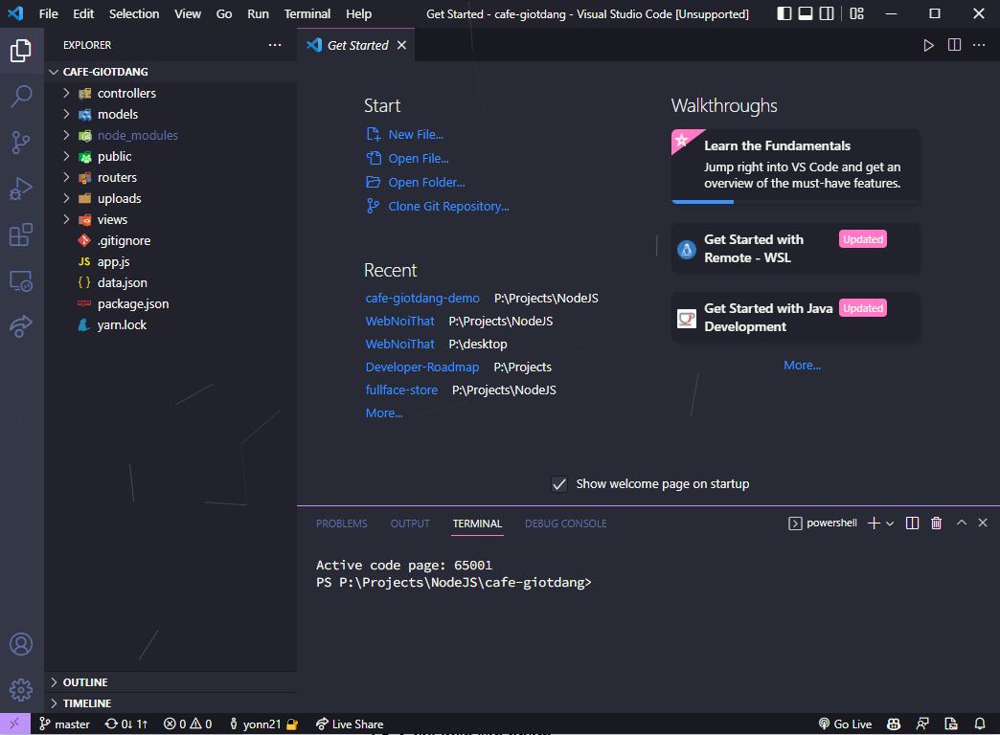 File Edit Selection View Go Run Terminal Help Get Started - cafe-giotdang - Visual Studio Code [Unsupported]
EXPLORER
Get Started
CAFE-GIOTDANG
controllers
models
node_modules
public
routers
uploads
views
.gitignore
JS app.js
{ } data.json
package.json
yarn.lock
OUTLINE
TIMELINE
Start
New File...
Open File...
Open Folder...
Clone Git Repository...
Recent
cafe-giotdang-demo P:\Projects\NodeJS
WebNoiThat P:\Projects\NodeJS
WebNoiThat P:\desktop
Developer-Roadmap P:\Projects
fullface-store P:\Projects\NodeJS
More...
Walkthroughs
Learn the Fundamentals
Jump right into VS Code and get an
overview of the must-have features.
Get Started with Updated
Remote - WSL
Get Started with Java Updated
Development
More...
Show welcome page on startup
PROBLEMS OUTPUT TERMINAL DEBUG CONSOLE powershell
Active code page: 65001
PS P:\Projects\NodeJS\cafe-giotdang>
master 0↓ 1↑ 0 0 yonn21 Live Share Go Live